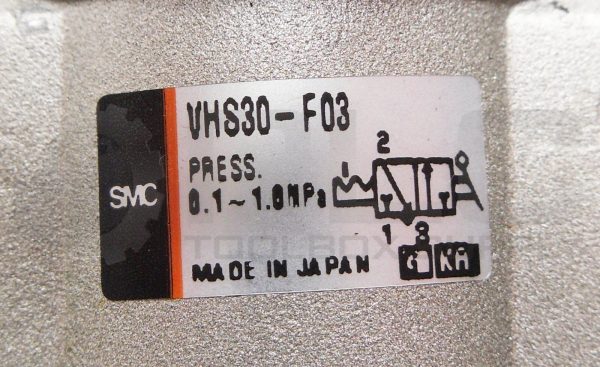 VHS30-F03
PRESS.
0.1~1.0MPa
SMC
2
1 3
MADE IN JAPAN